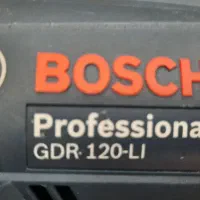 BOSCH
Professiona
GDR 120-LI